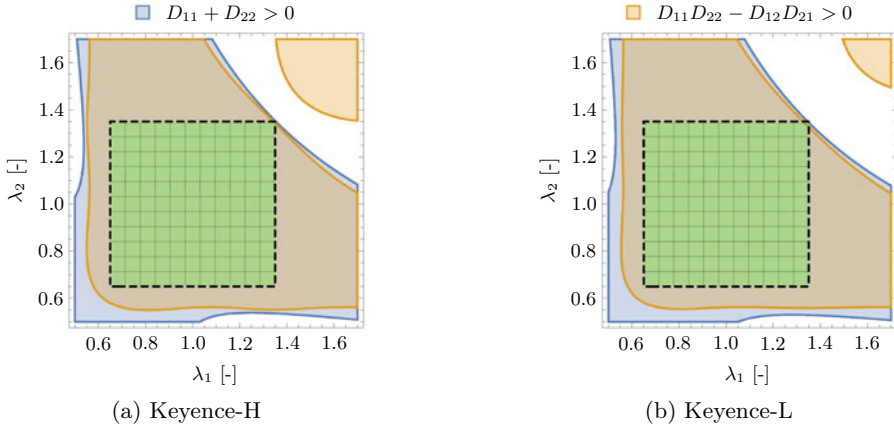 D₁₁ + D₂₂ > 0
D₁₁D₂₂ − D₁₂D₂₁ > 0
1.6
1.4
1.2
1.0
0.8
0.6
λ₂ [-]
0.6 0.8 1.0 1.2 1.4 1.6
λ₁ [-]
(a) Keyence-H
1.6
1.4
1.2
1.0
0.8
0.6
λ₂ [-]
0.6 0.8 1.0 1.2 1.4 1.6
λ₁ [-]
(b) Keyence-L